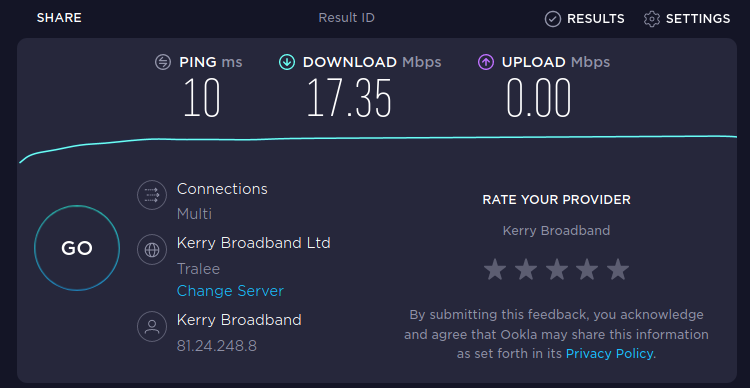 SHARE
Result ID
RESULTS
SETTINGS
PING ms
DOWNLOAD Mbps
UPLOAD Mbps
10
17.35
0.00
GO
Connections
Multi
Kerry Broadband Ltd
Tralee
Change Server
Kerry Broadband
81.24.248.8
RATE YOUR PROVIDER
Kerry Broadband
By submitting this feedback, you acknowledge
and agree that Ookla may share this information
as set forth in its Privacy Policy.